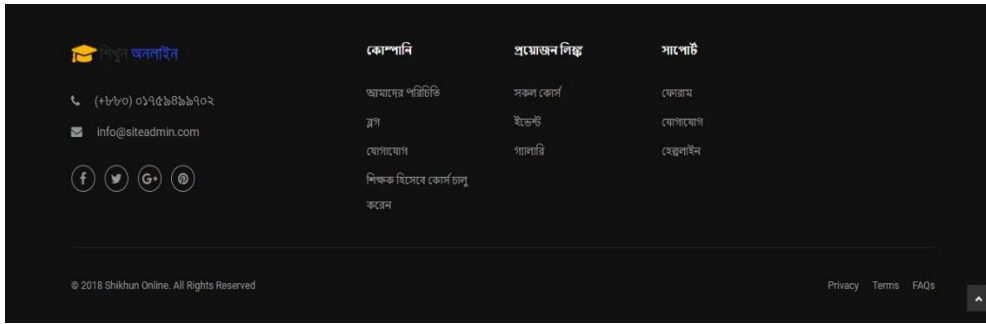 শিখুন অনলাইন
(+৮৮০) ০১৭৫৯৪৯৯৭০২
info@siteadmin.com
কোম্পানি
আমাদের পরিচিতি
ব্লগ
যোগাযোগ
শিক্ষক হিসেবে কোর্স চালু
করেন
প্রয়োজন লিঙ্ক
সকল কোর্স
ইভেন্ট
গ্যালারি
সাপোর্ট
ফোরাম
যোগাযোগ
হেল্পলাইন
© 2018 Shikhun Online. All Rights Reserved
Privacy Terms FAQs